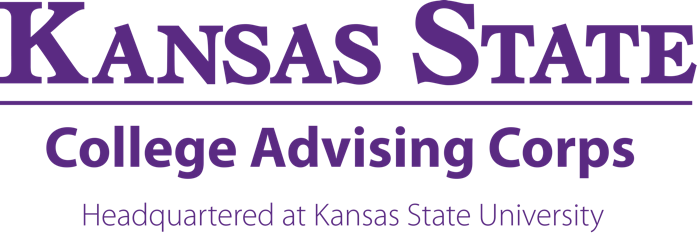 KANSAS STATE
College Advising Corps
Headquartered at Kansas State University